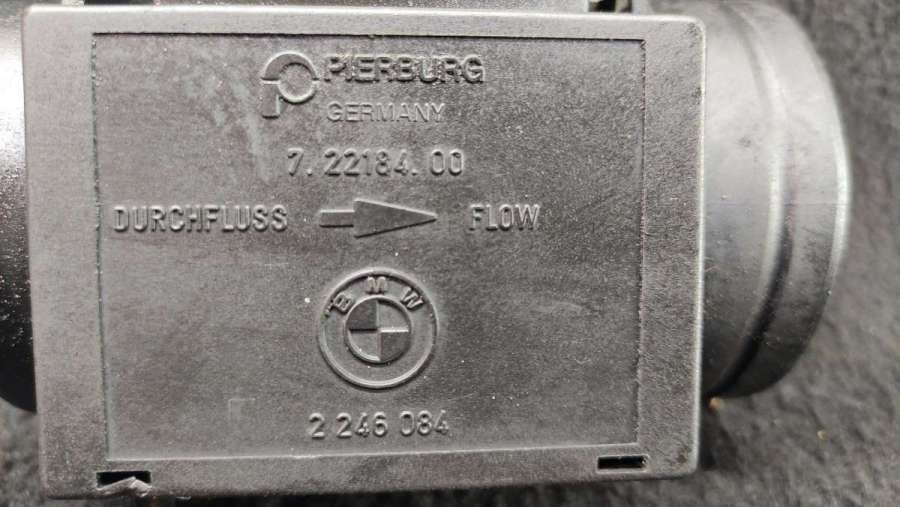 PIERBURG
GERMANY
7.22184.00
DURCHFLUSS FLOW
BMW
2 246 084